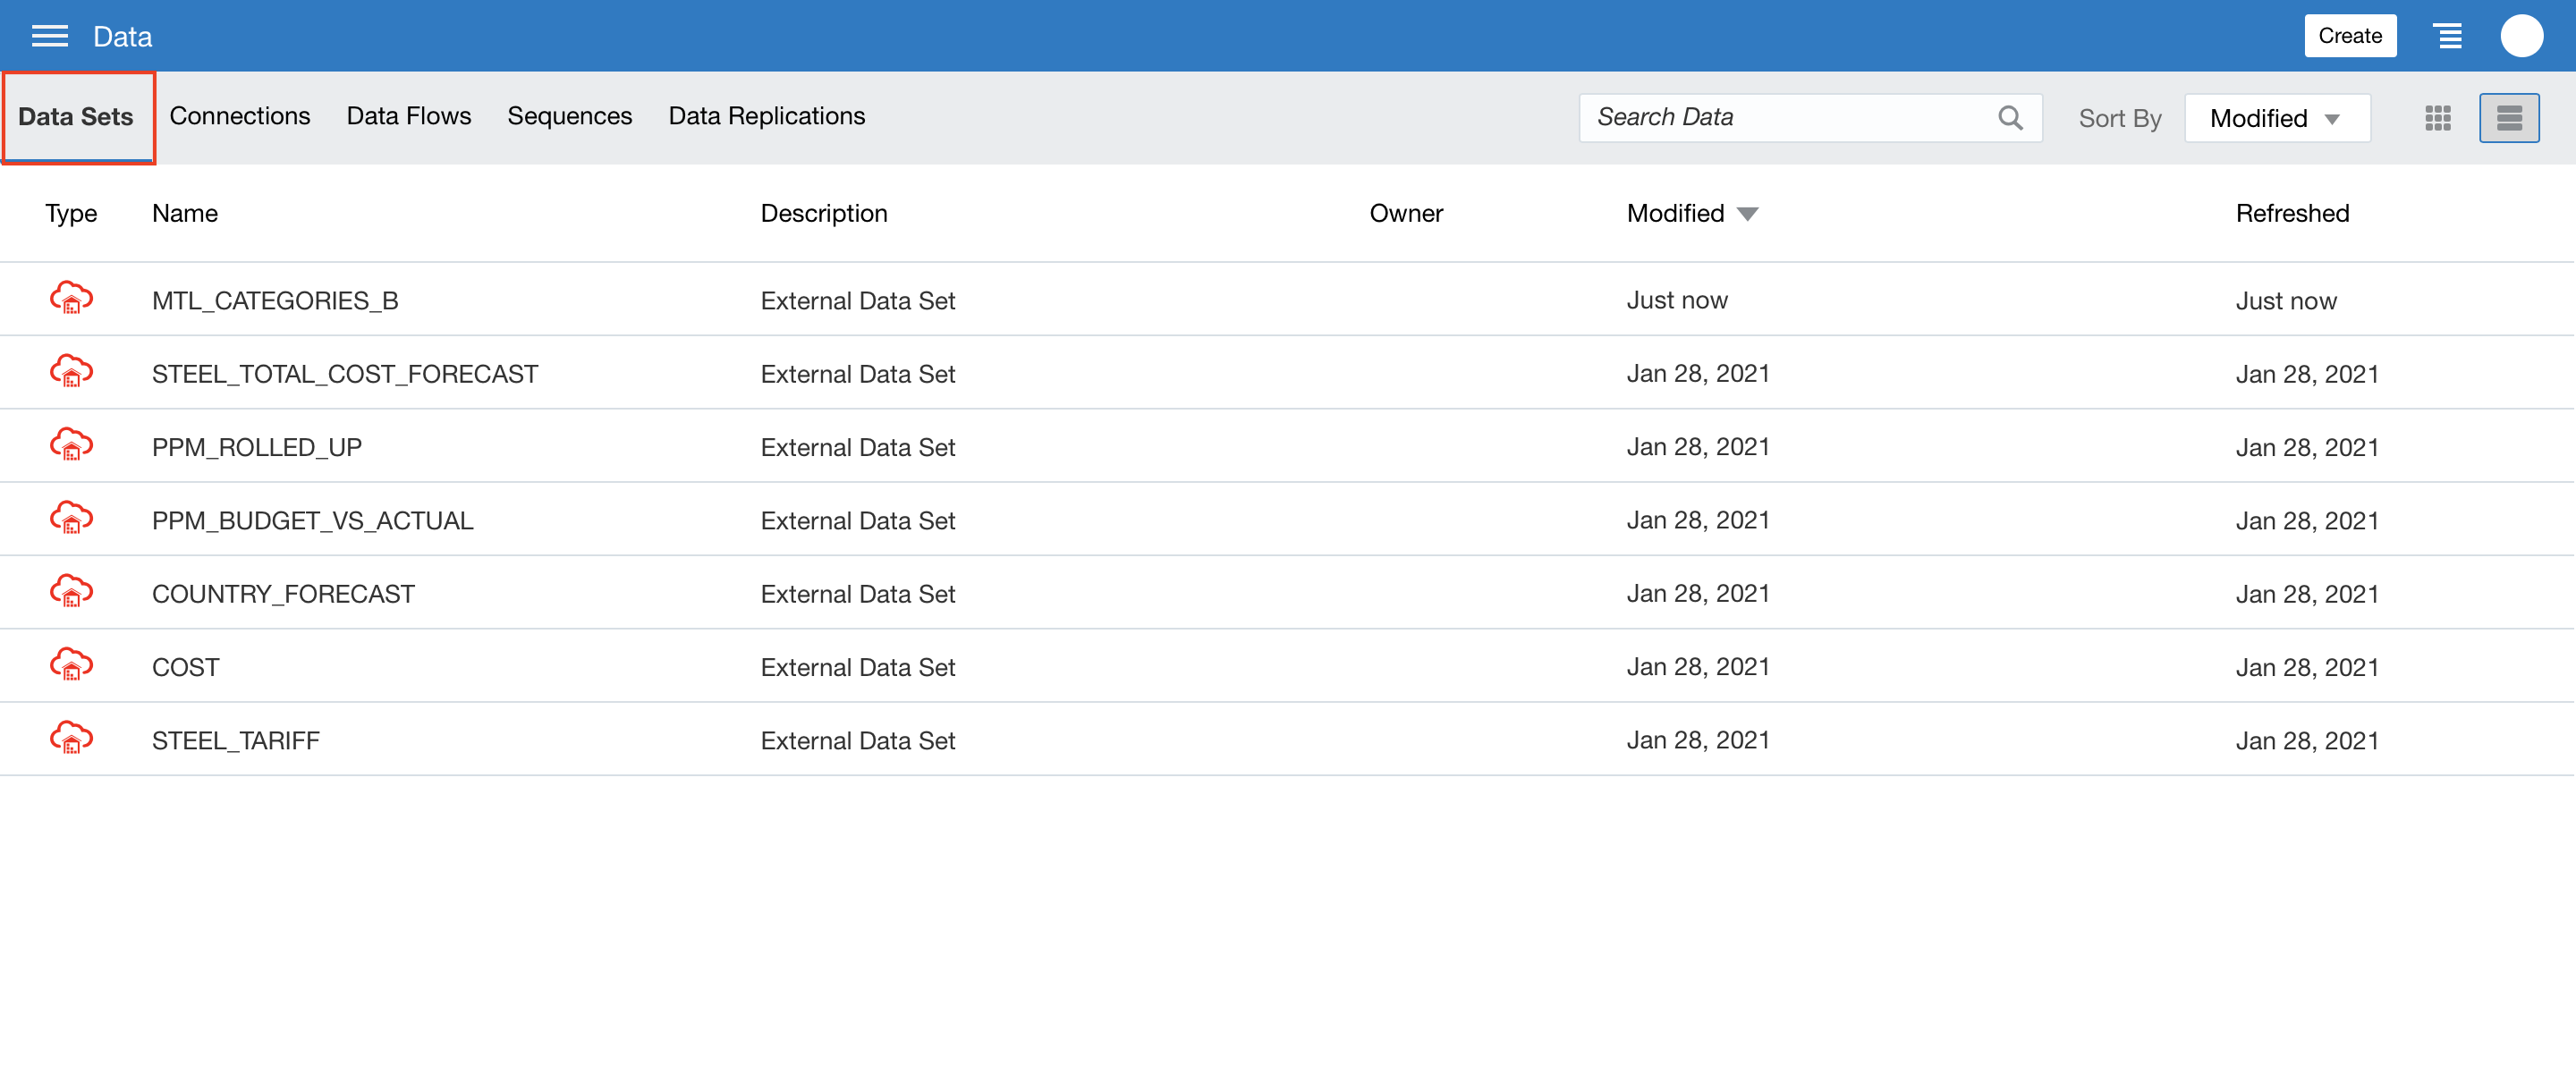 Data Create
Data Sets Connections Data Flows Sequences Data Replications Search Data Sort By Modified
Type Name Description Owner Modified Refreshed
MTL_CATEGORIES_B External Data Set Just now Just now
STEEL_TOTAL_COST_FORECAST External Data Set Jan 28, 2021 Jan 28, 2021
PPM_ROLLED_UP External Data Set Jan 28, 2021 Jan 28, 2021
PPM_BUDGET_VS_ACTUAL External Data Set Jan 28, 2021 Jan 28, 2021
COUNTRY_FORECAST External Data Set Jan 28, 2021 Jan 28, 2021
COST External Data Set Jan 28, 2021 Jan 28, 2021
STEEL_TARIFF External Data Set Jan 28, 2021 Jan 28, 2021